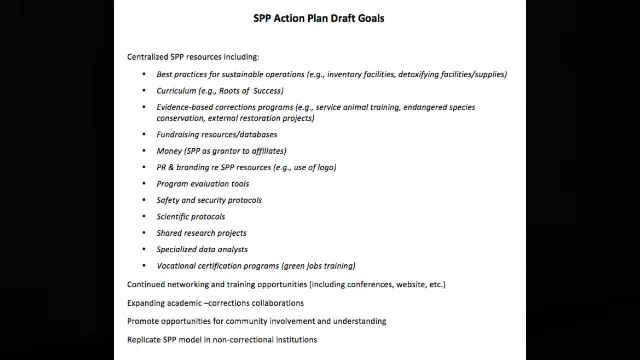 SPP Action Plan Draft Goals
Centralized SPP resources including:
• Best practices for sustainable operations (e.g., inventory facilities, detoxifying facilities/supplies)
• Curriculum (e.g., Roots of Success)
• Evidence-based corrections programs (e.g., service animal training, endangered species
conservation, external restoration projects)
• Fundraising resources/databases
• Money (SPP as grantor to affiliates)
• PR & branding re SPP resources (e.g., use of logo)
• Program evaluation tools
• Safety and security protocols
• Scientific protocols
• Shared research projects
• Specialized data analysts
• Vocational certification programs (green jobs training)
Continued networking and training opportunities (including conferences, website, etc.)
Expanding academic –corrections collaborations
Promote opportunities for community involvement and understanding
Replicate SPP model in non-correctional institutions